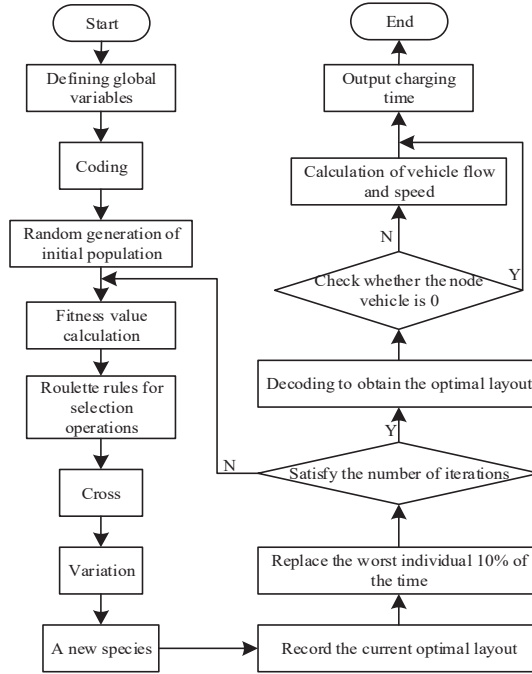 Start
Defining global
variables
Coding
Random generation of
initial population
Fitness value
calculation
Roulette rules for
selection
operations
Cross
Variation
A new species
End
Output charging
time
Calculation of vehicle flow
and speed
N
Y
Check whether the node
vehicle is 0
Decoding to obtain the optimal layout
Y
N
Satisfy the number of iterations
Replace the worst individual 10% of
the time
Record the current optimal layout